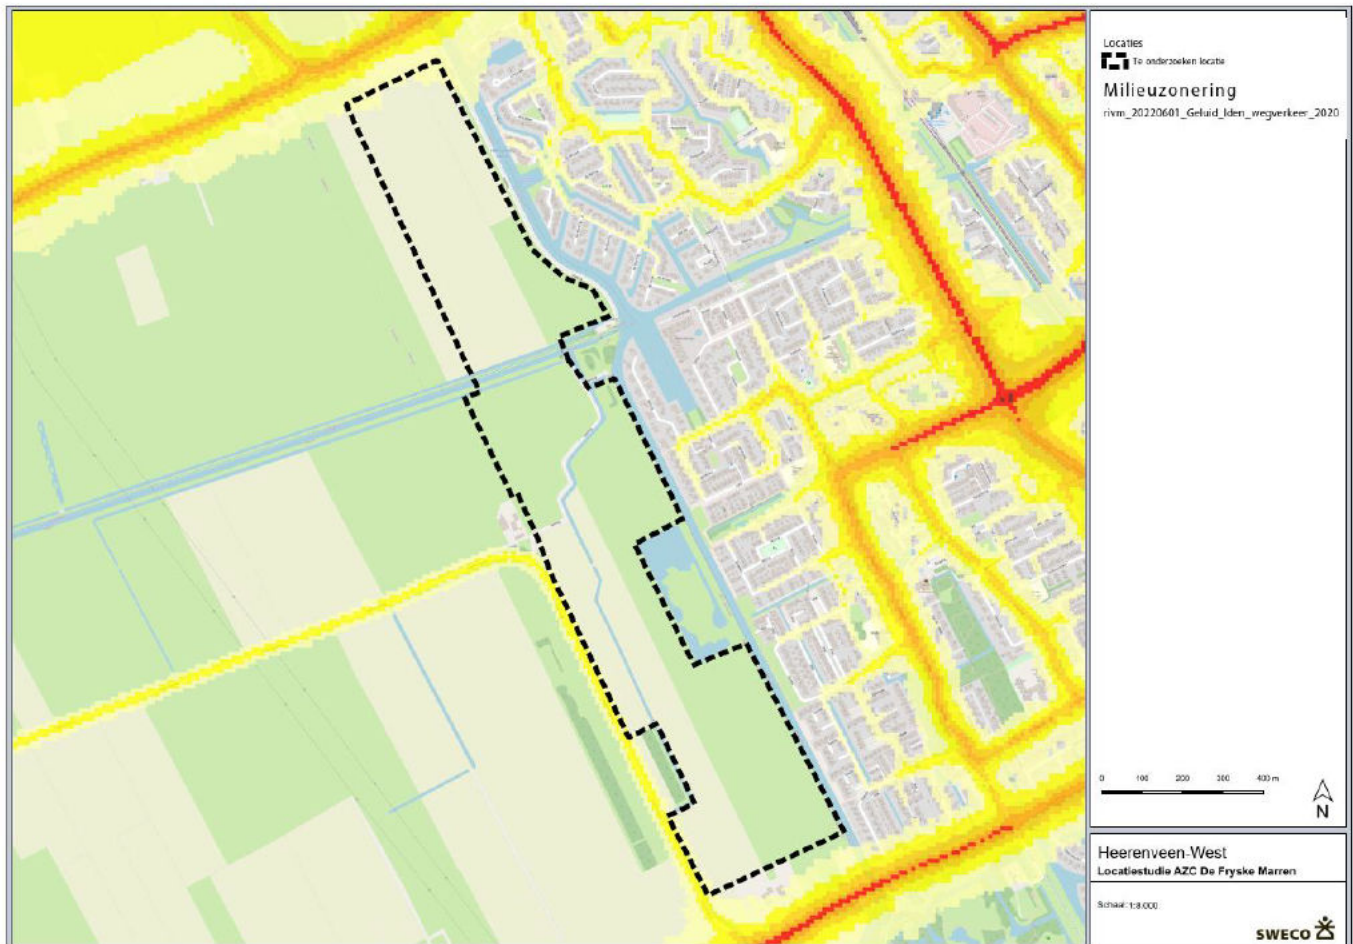 Locaties
Te onderzoeken locatie
Milieuzonering
rivm_20220601_Geluid_lden_wegverkeer_2020
0 100 200 300 400 m
N
Heerenveen-West
Locatiestudie AZC De Fryske Marren
Schaal: 1:8.000
SWECO